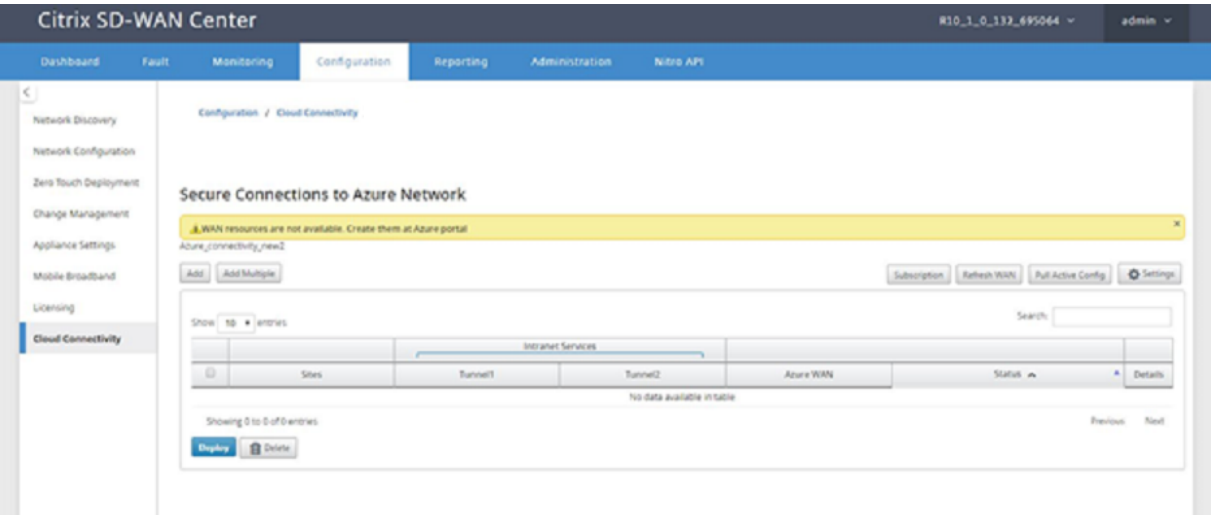 Citrix SD-WAN Center
R10_1_0_132_695064
admin
Dashboard Fault Monitoring Configuration Reporting Administration Nitro API
Configuration / Cloud Connectivity
Network Discovery
Network Configuration
Zero Touch Deployment
Change Management
Appliance Settings
Mobile Broadband
Licensing
Cloud Connectivity
Secure Connections to Azure Network
WAN resources are not available. Create them at Azure portal
Azure_connectivity_new2
Add Add Multiple Subscription Refresh WAN Pull Active Config Settings
Show 10 entries Search:
Intranet Services
Sites Tunnel1 Tunnel2 Azure WAN Status Details
No data available in table
Showing 0 to 0 of 0 entries Previous Next
Deploy Delete